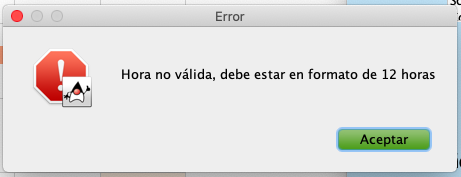 Error
Hora no válida, debe estar en formato de 12 horas
Aceptar